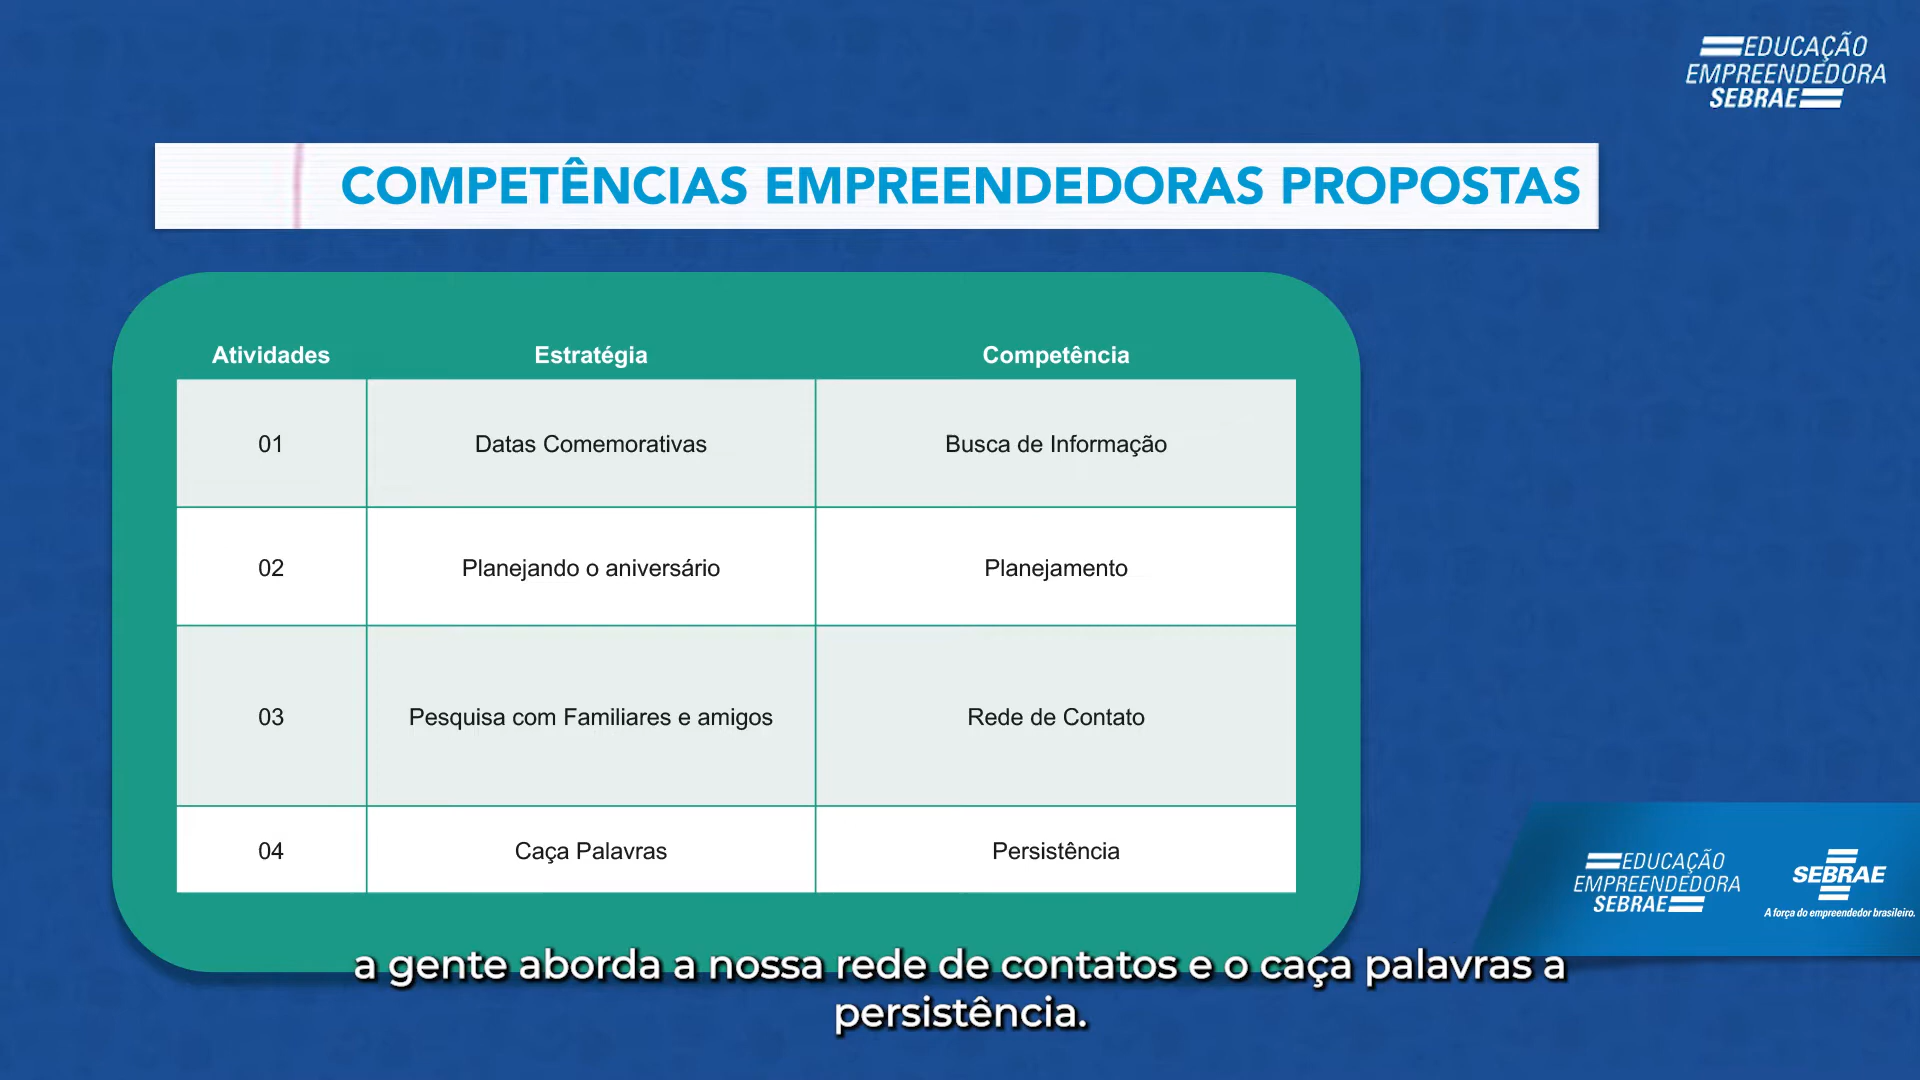 EDUCAÇÃO
EMPREENDEDORA
SEBRAE
COMPETÊNCIAS EMPREENDEDORAS PROPOSTAS
Atividades Estratégia Competência
01 Datas Comemorativas Busca de Informação
02 Planejando o aniversário Planejamento
03 Pesquisa com Familiares e amigos Rede de Contato
04 Caça Palavras Persistência
EDUCAÇÃO
EMPREENDEDORA
SEBRAE
SEBRAE
A força do empreendedor brasileiro.
a gente aborda a nossa rede de contatos e o caça palavras a
persistência.